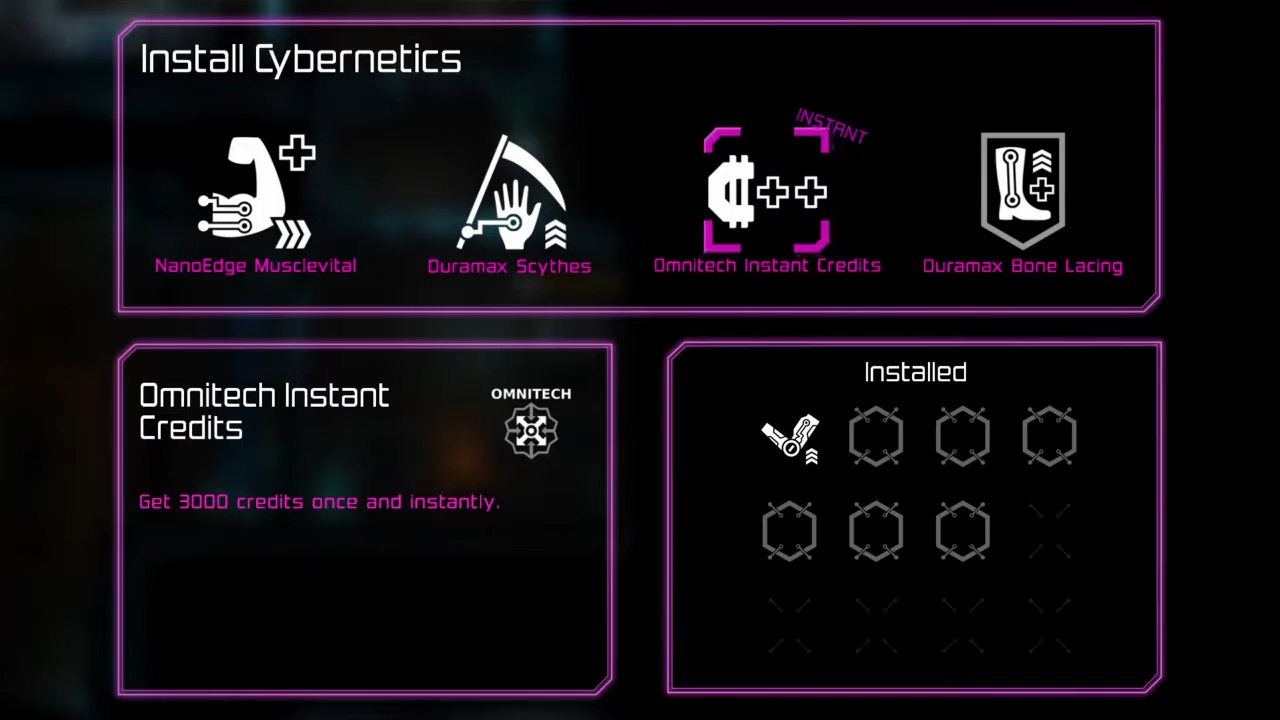 Install Cybernetics
INSTANT
NanoEdge Musclevital
Duramax Scythes
Omnitech Instant Credits
Duramax Bone Lacing
Omnitech Instant
Credits
OMNITECH
Get 3000 credits once and instantly.
Installed